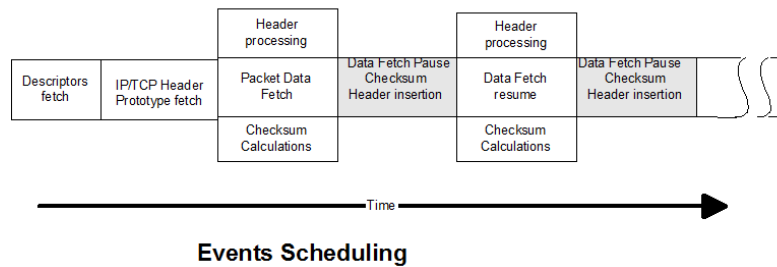 Header
processing
Header
processing
Descriptors
fetch
IP/TCP Header
Prototype fetch
Packet Data
Fetch
Data Fetch Pause
Checksum
Header insertion
Data Fetch
resume
Data Fetch Pause
Checksum
Header insertion
Checksum
Calculations
Checksum
Calculations
Time
Events Scheduling